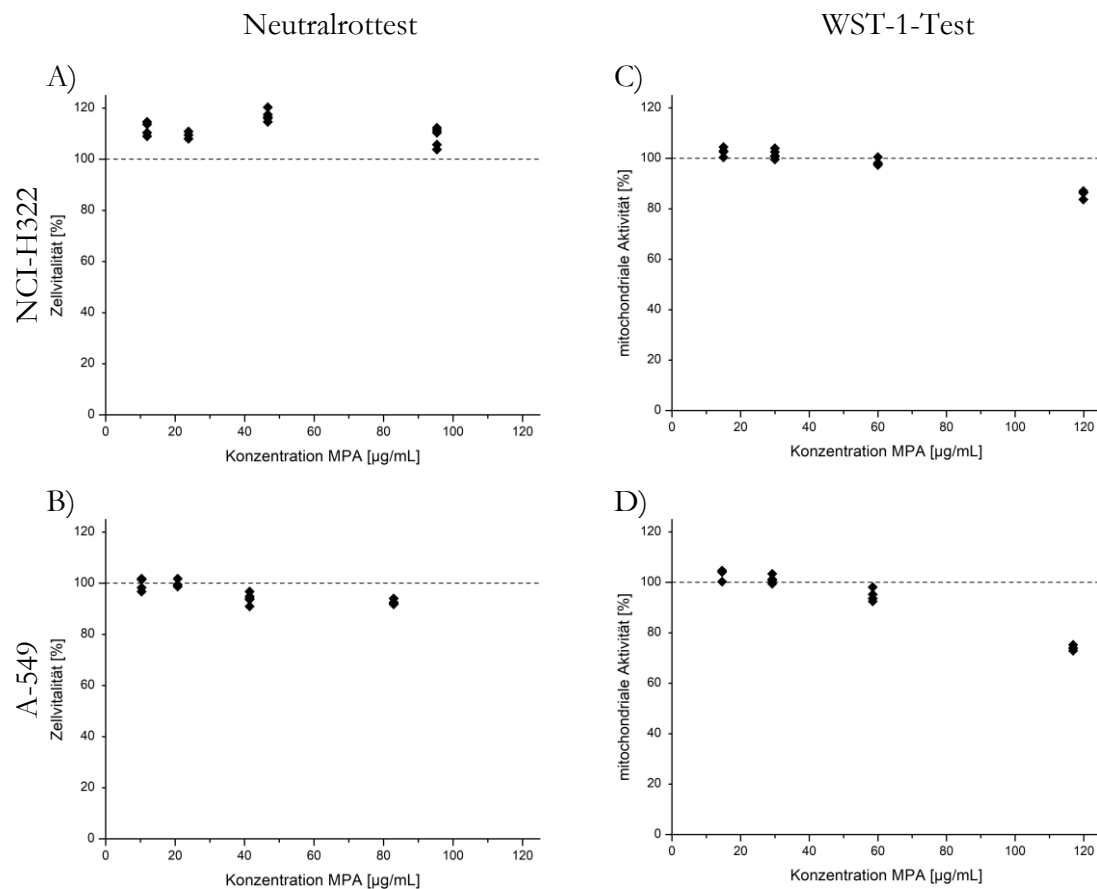 Neutralrottest
WST-1-Test
NCI-H322
A)
120
100
80
60
40
20
0
Zellvitalität [%]
0 20 40 60 80 100 120
Konzentration MPA [µg/mL]
C)
120
100
80
60
40
20
0
mitochondriale Aktivität [%]
0 20 40 60 80 100 120
Konzentration MPA [µg/mL]
A-549
B)
120
100
80
60
40
20
0
Zellvitalität [%]
0 20 40 60 80 100 120
Konzentration MPA [µg/mL]
D)
120
100
80
60
40
20
0
mitochondriale Aktivität [%]
0 20 40 60 80 100 120
Konzentration MPA [µg/mL]